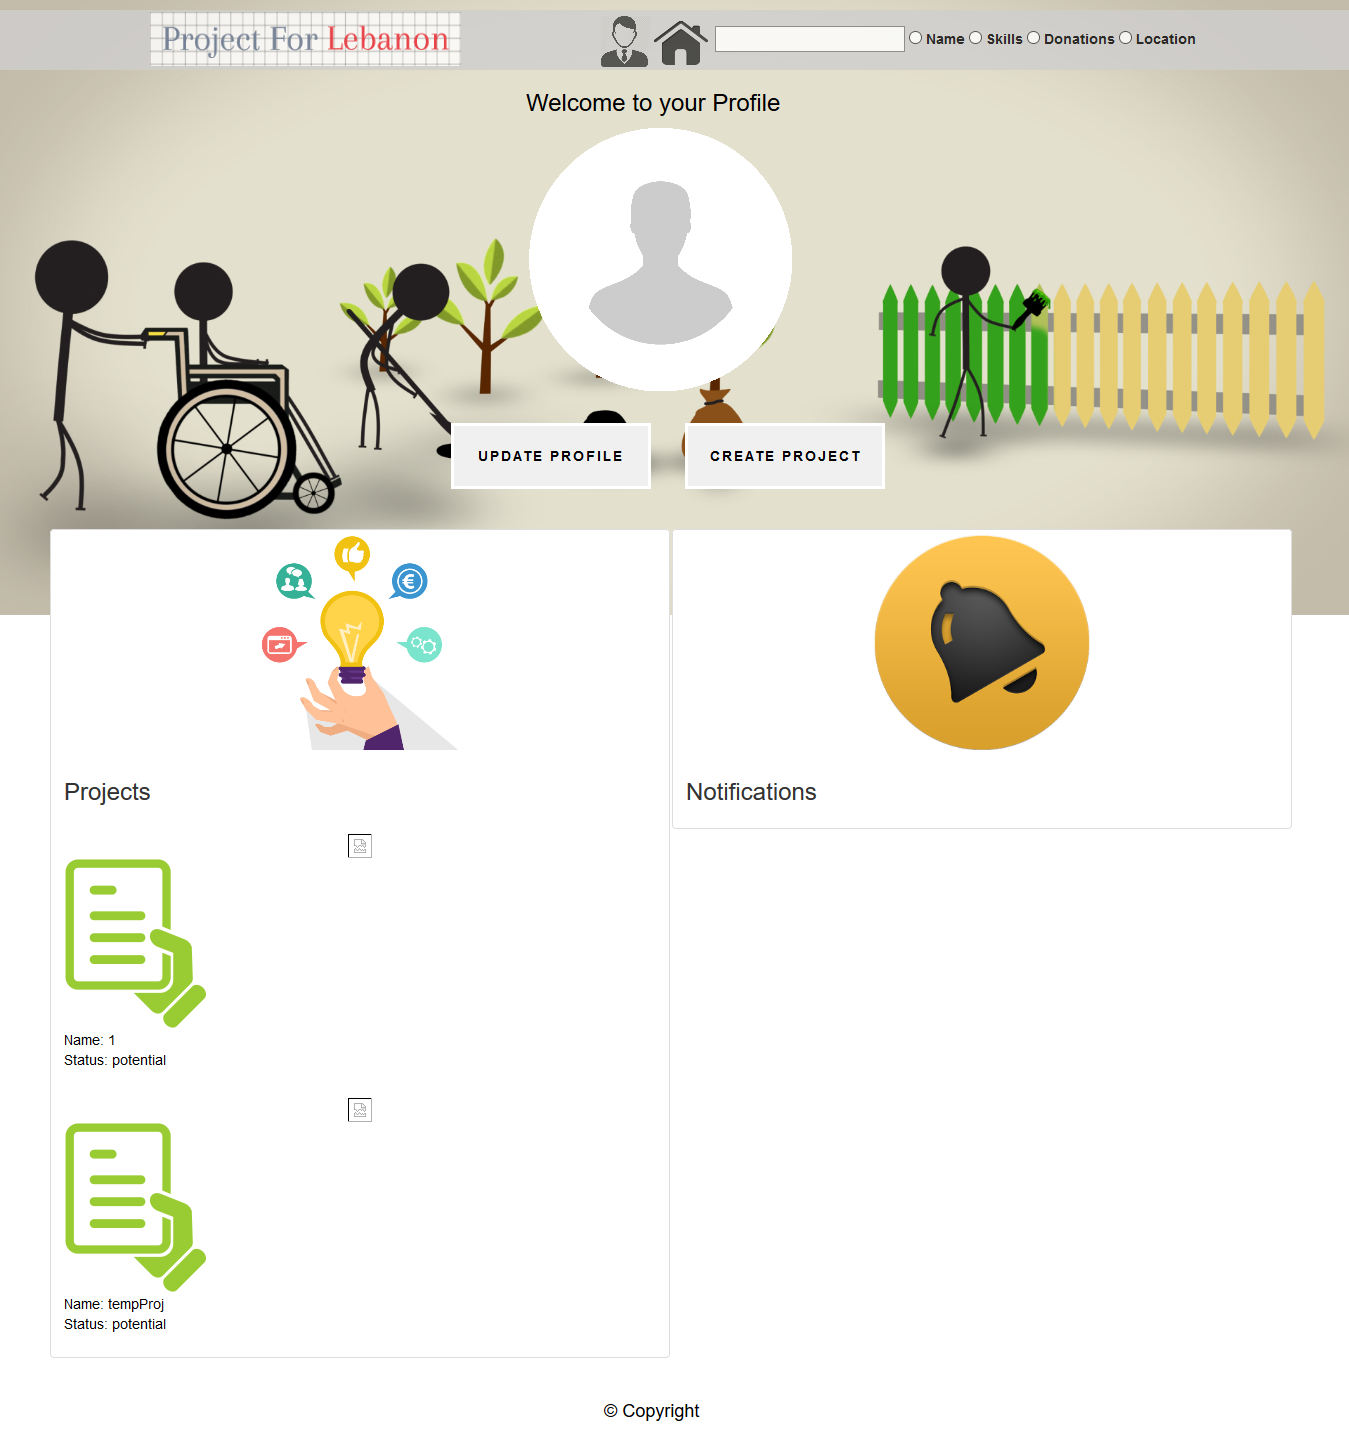 Project For Lebanon
Name Skills Donations Location
Welcome to your Profile
UPDATE PROFILE
CREATE PROJECT
Projects
Notifications
Name: 1
Status: potential
Name: tempProj
Status: potential
© Copyright